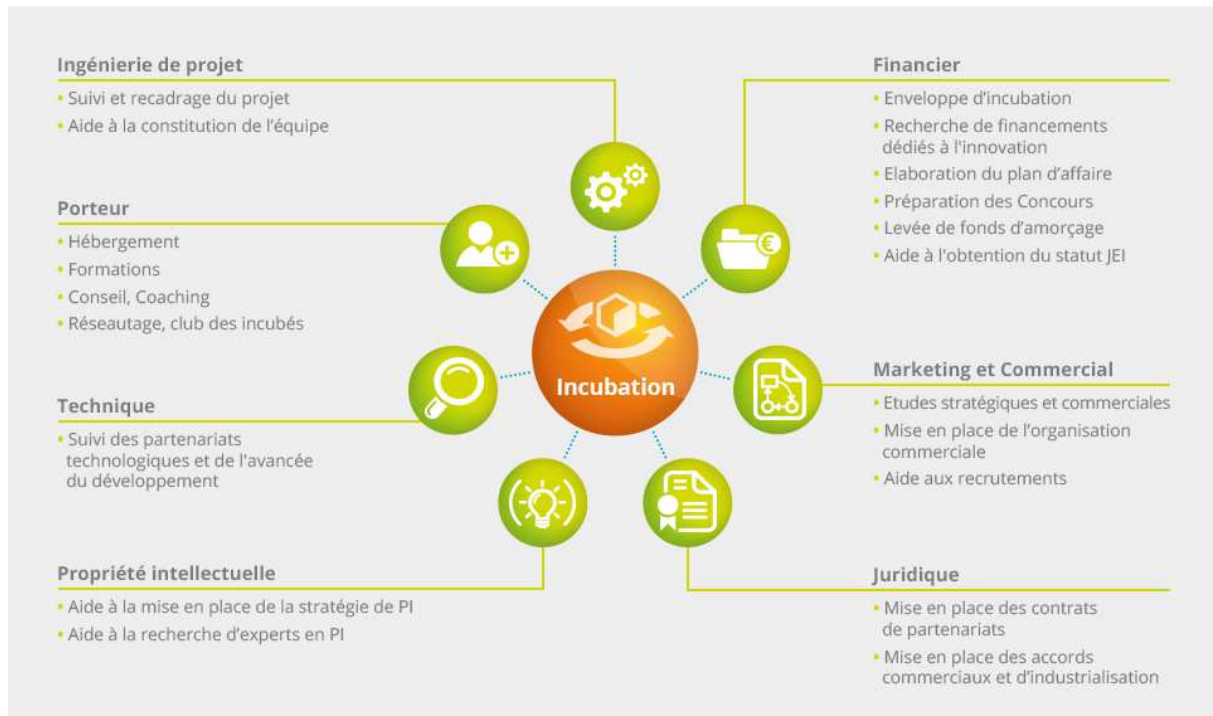 Ingénierie de projet
• Suivi et recadrage du projet
• Aide à la constitution de l'équipe
Porteur
• Hébergement
• Formations
• Conseil, Coaching
• Réseautage, club des incubés
Technique
• Suivi des partenariats
technologiques et de l'avancée
du développement
Propriété intellectuelle
• Aide à la mise en place de la stratégie de PI
• Aide à la recherche d'experts en PI
Incubation
Financier
• Enveloppe d'incubation
• Recherche de financements
dédiés à l'innovation
• Elaboration du plan d'affaire
• Préparation des Concours
• Levée de fonds d'amorçage
• Aide à l'obtention du statut JEI
Marketing et Commercial
• Etudes stratégiques et commerciales
• Mise en place de l'organisation
commerciale
• Aide aux recrutements
Juridique
• Mise en place des contrats
de partenariats
• Mise en place des accords
commerciaux et d'industrialisation
€